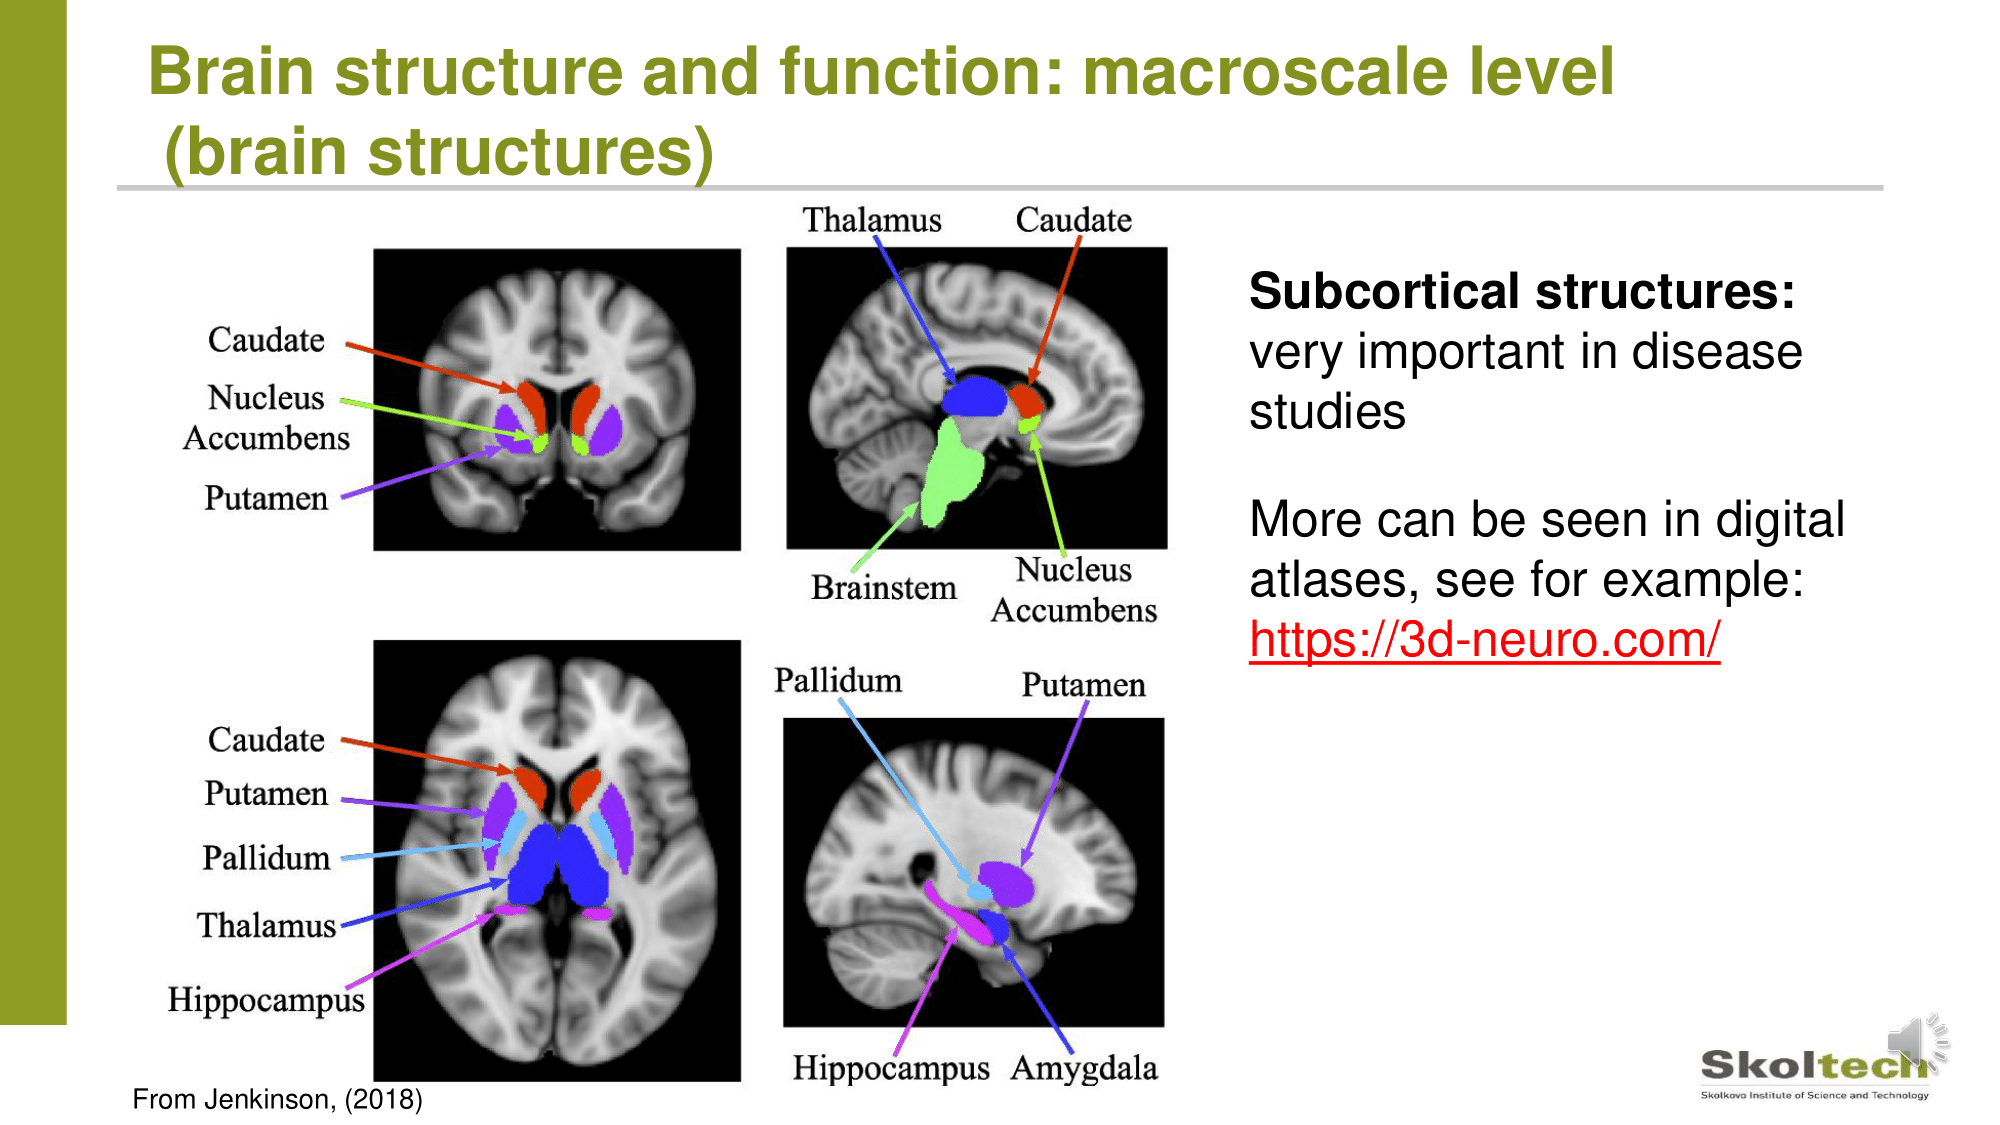 Brain structure and function: macroscale level
(brain structures)
Thalamus
Caudate
Caudate
Nucleus
Accumbens
Putamen
Brainstem
Nucleus
Accumbens
Subcortical structures:
very important in disease
studies
More can be seen in digital
atlases, see for example:
https://3d-neuro.com/
Pallidum
Putamen
Caudate
Putamen
Pallidum
Thalamus
Hippocampus
Hippocampus
Amygdala
From Jenkinson, (2018)
Skoltech
Skolkovo Institute of Science and Technology